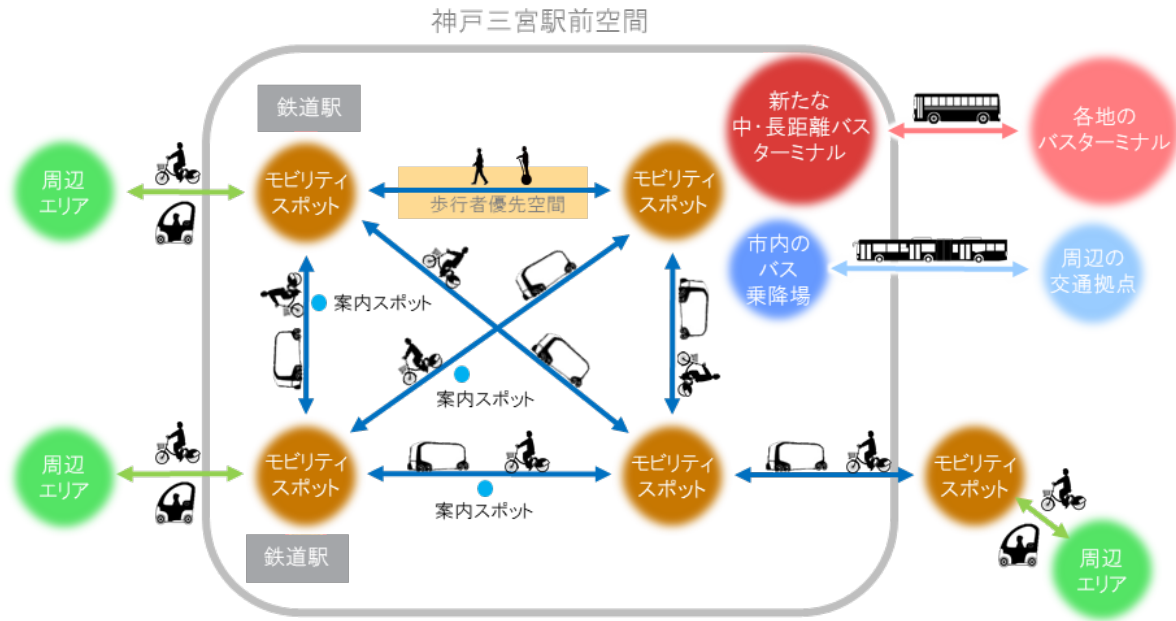 神戸三宮駅前空間
鉄道駅
新たな
中・長距離バス
ターミナル
各地の
バスターミナル
周辺
エリア
モビリティ
スポット
歩行者優先空間
モビリティ
スポット
市内の
バス
乗降場
周辺の
交通拠点
案内スポット
案内スポット
周辺
エリア
モビリティ
スポット
モビリティ
スポット
モビリティ
スポット
案内スポット
鉄道駅
周辺
エリア